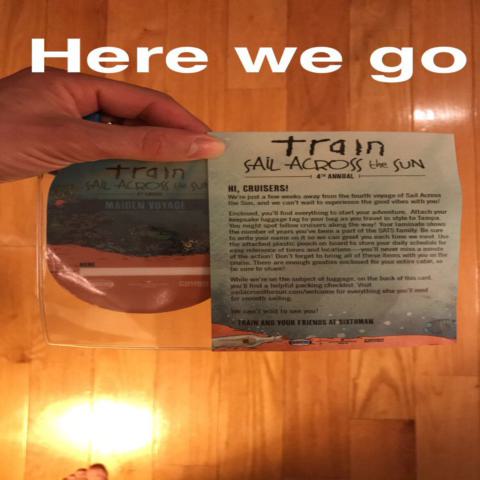 Here we go
train
SAIL ACROSS the SUN
4TH ANNUAL
MAIDEN VOYAGE
NAME
train
SAIL ACROSS the SUN
4TH ANNUAL
HI, CRUISERS!
We're just a few weeks away from the fourth voyage of Sail Across
the Sun, and we can't wait to experience the good vibes with you!
Enclosed, you'll find everything to start your adventure. Attach your
keepsake luggage tag to your bag as you travel in style to Tampa.
You might spot fellow cruisers along the way! Your laminate shows
the number of years you've been a part of the SATS family. Be sure
to write your name on it so we can greet you each time we meet. Use
the attached plastic pouch on board to store your daily schedule for
easy reference of times and locations—you'll never miss a minute
of the action! Don't forget to bring all of these items with you on the
cruise. There are enough goodies enclosed for your entire cabin, so
be sure to share!
While we're on the subject of luggage, on the back of this card,
you'll find a helpful packing checklist. Visit
sailacrossthesun.com/welcome for everything else you'll need
for smooth sailing.
We can't wait to see you!
- TRAIN AND YOUR FRIENDS AT SIXTHMAN